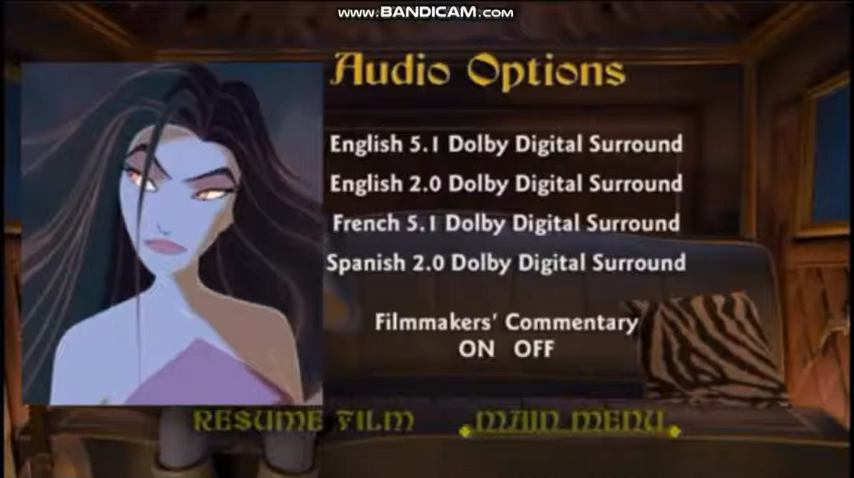 www.BANDICAM.com
Audio Options
English 5.1 Dolby Digital Surround
English 2.0 Dolby Digital Surround
French 5.1 Dolby Digital Surround
Spanish 2.0 Dolby Digital Surround
Filmmakers' Commentary
ON OFF
RESUME FILM MAIN MENU